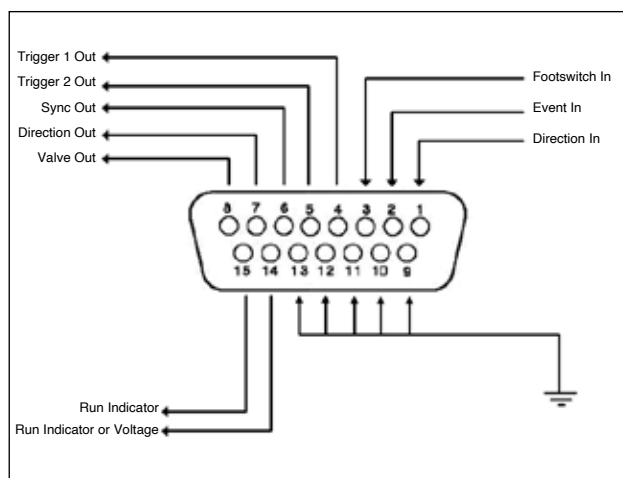 Trigger 1 Out
Trigger 2 Out
Sync Out
Direction Out
Valve Out
Footswitch In
Event In
Direction In
8 7 6 5 4 3 2 1
15 14 13 12 11 10 9
Run Indicator
Run Indicator or Voltage